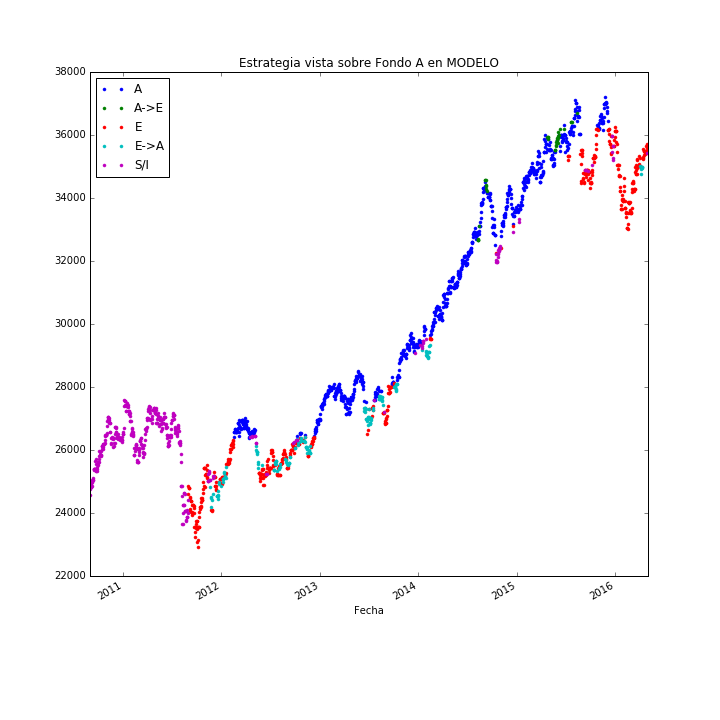 Estrategia vista sobre Fondo A en MODELO
38000
36000
34000
32000
30000
28000
26000
24000
22000
A
A->E
E
E->A
S/I
2011
2012
2013
2014
2015
2016
Fecha